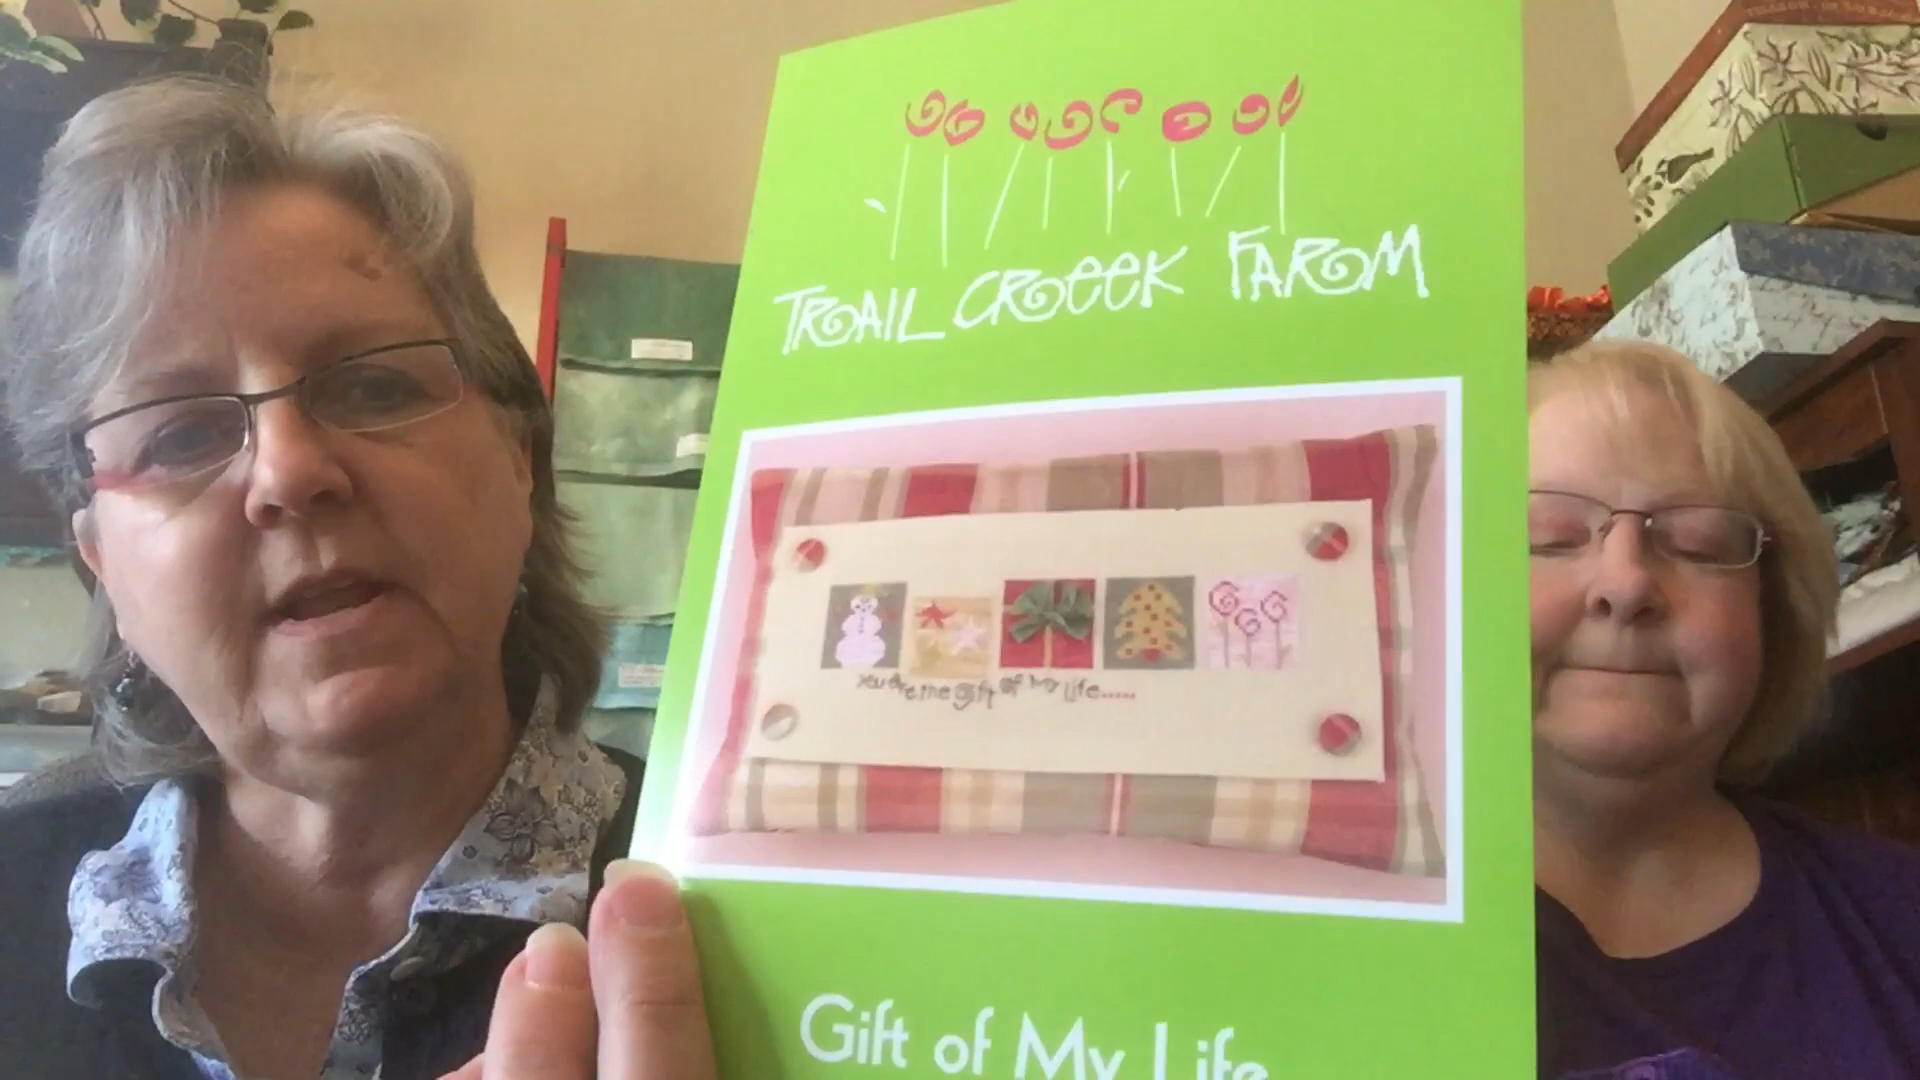 TRAIL CREEK FARM
You are the gift of My Life.....
Gift of My Life